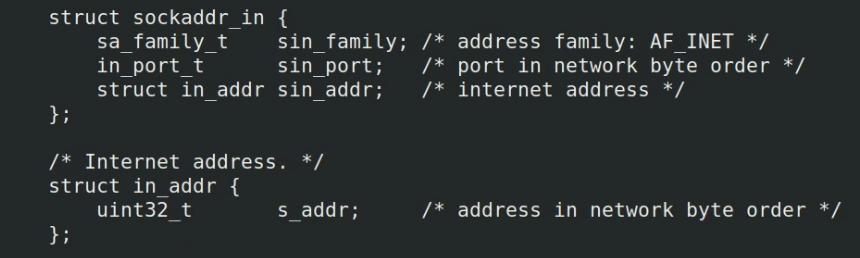 struct sockaddr_in {
    sa_family_t    sin_family; /* address family: AF_INET */
    in_port_t      sin_port;   /* port in network byte order */
    struct in_addr sin_addr;   /* internet address */
};

/* Internet address. */
struct in_addr {
    uint32_t       s_addr;     /* address in network byte order */
};